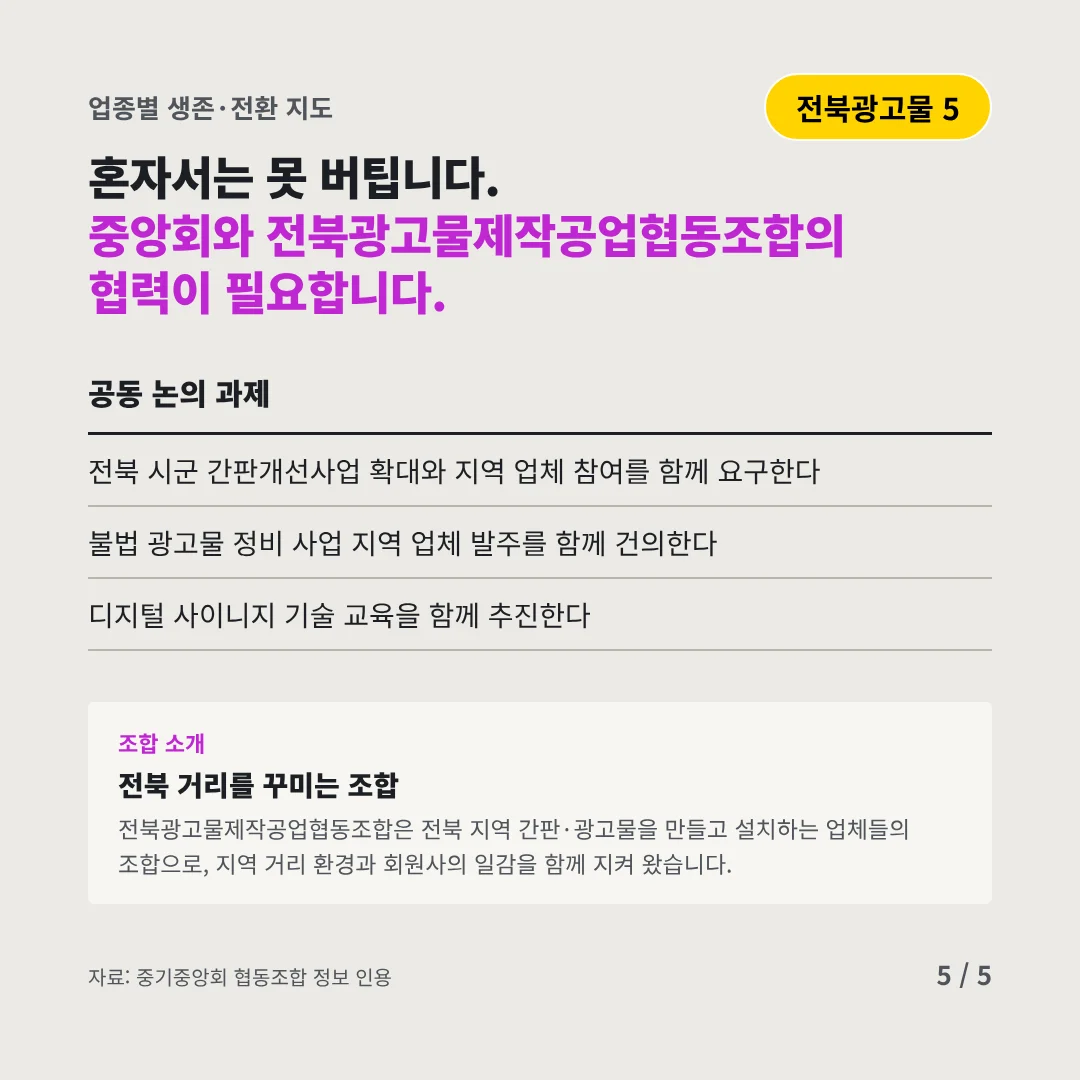 업종별 생존·전환 지도
전북광고물 5
혼자서는 못 버팁니다.
중앙회와 전북광고물제작공업협동조합의
협력이 필요합니다.
공동 논의 과제
전북 시군 간판개선사업 확대와 지역 업체 참여를 함께 요구한다
불법 광고물 정비 사업 지역 업체 발주를 함께 건의한다
디지털 사이니지 기술 교육을 함께 추진한다
조합 소개
전북 거리를 꾸미는 조합
전북광고물제작공업협동조합은 전북 지역 간판·광고물을 만들고 설치하는 업체들의
조합으로, 지역 거리 환경과 회원사의 일감을 함께 지켜 왔습니다.
자료: 중기중앙회 협동조합 정보 인용
5 / 5